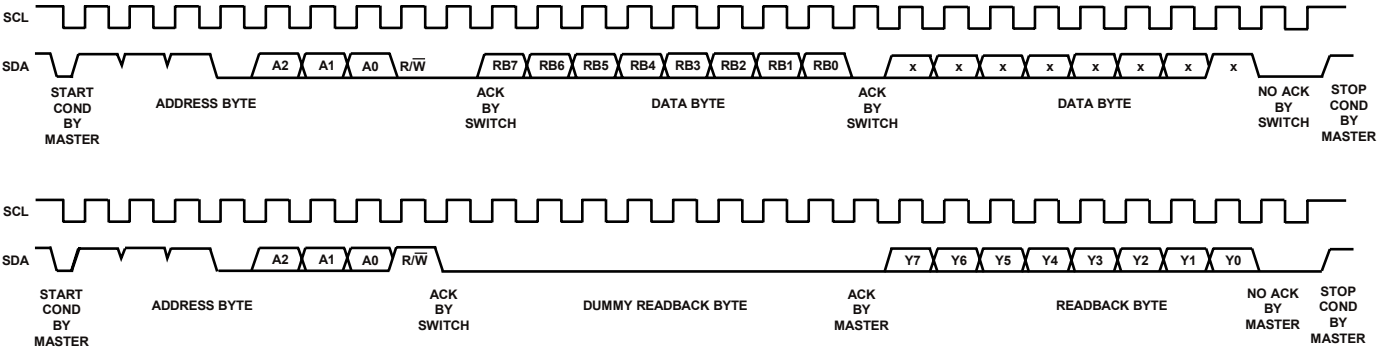 SCL
SDA A2 A1 A0 R/W̅ RB7 RB6 RB5 RB4 RB3 RB2 RB1 RB0 x x x x x x x x
START COND BY MASTER
ADDRESS BYTE
ACK BY SWITCH
DATA BYTE
ACK BY SWITCH
DATA BYTE
NO ACK BY SWITCH
STOP COND BY MASTER
SCL
SDA A2 A1 A0 R/W̅ Y7 Y6 Y5 Y4 Y3 Y2 Y1 Y0
START COND BY MASTER
ADDRESS BYTE
ACK BY SWITCH
DUMMY READBACK BYTE
ACK BY MASTER
READBACK BYTE
NO ACK BY MASTER
STOP COND BY MASTER